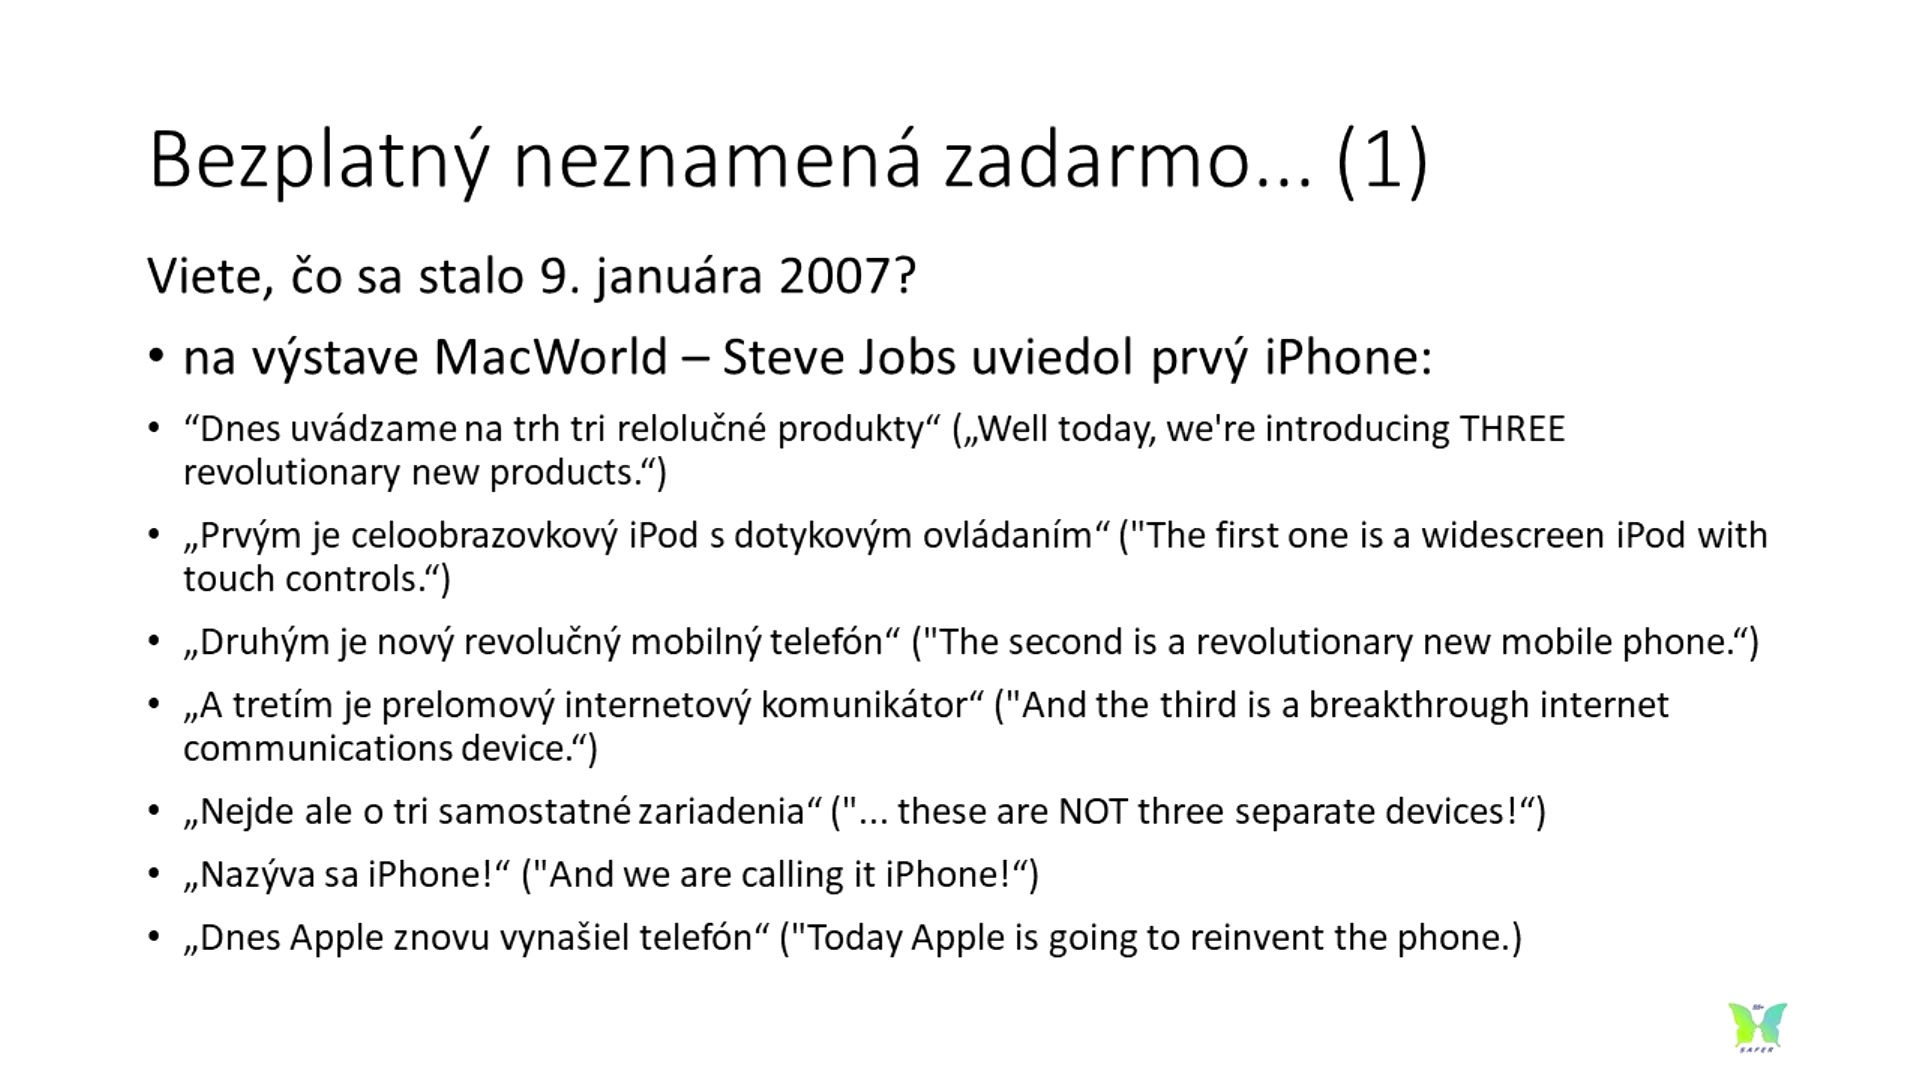 Bezplatný neznamená zadarmo... (1)
Viete, čo sa stalo 9. januára 2007?
• na výstave MacWorld – Steve Jobs uviedol prvý iPhone:
• “Dnes uvádzame na trh tri relolučné produkty“ („Well today, we're introducing THREE
revolutionary new products.“)
• „Prvým je celoobrazovkový iPod s dotykovým ovládaním“ ("The first one is a widescreen iPod with
touch controls.“)
• „Druhým je nový revolučný mobilný telefón“ ("The second is a revolutionary new mobile phone.“)
• „A tretím je prelomový internetový komunikátor“ ("And the third is a breakthrough internet
communications device.“)
• „Nejde ale o tri samostatné zariadenia“ ("... these are NOT three separate devices!“)
• „Nazýva sa iPhone!“ ("And we are calling it iPhone!“)
• „Dnes Apple znovu vynašiel telefón“ ("Today Apple is going to reinvent the phone.)
55+
SAFER